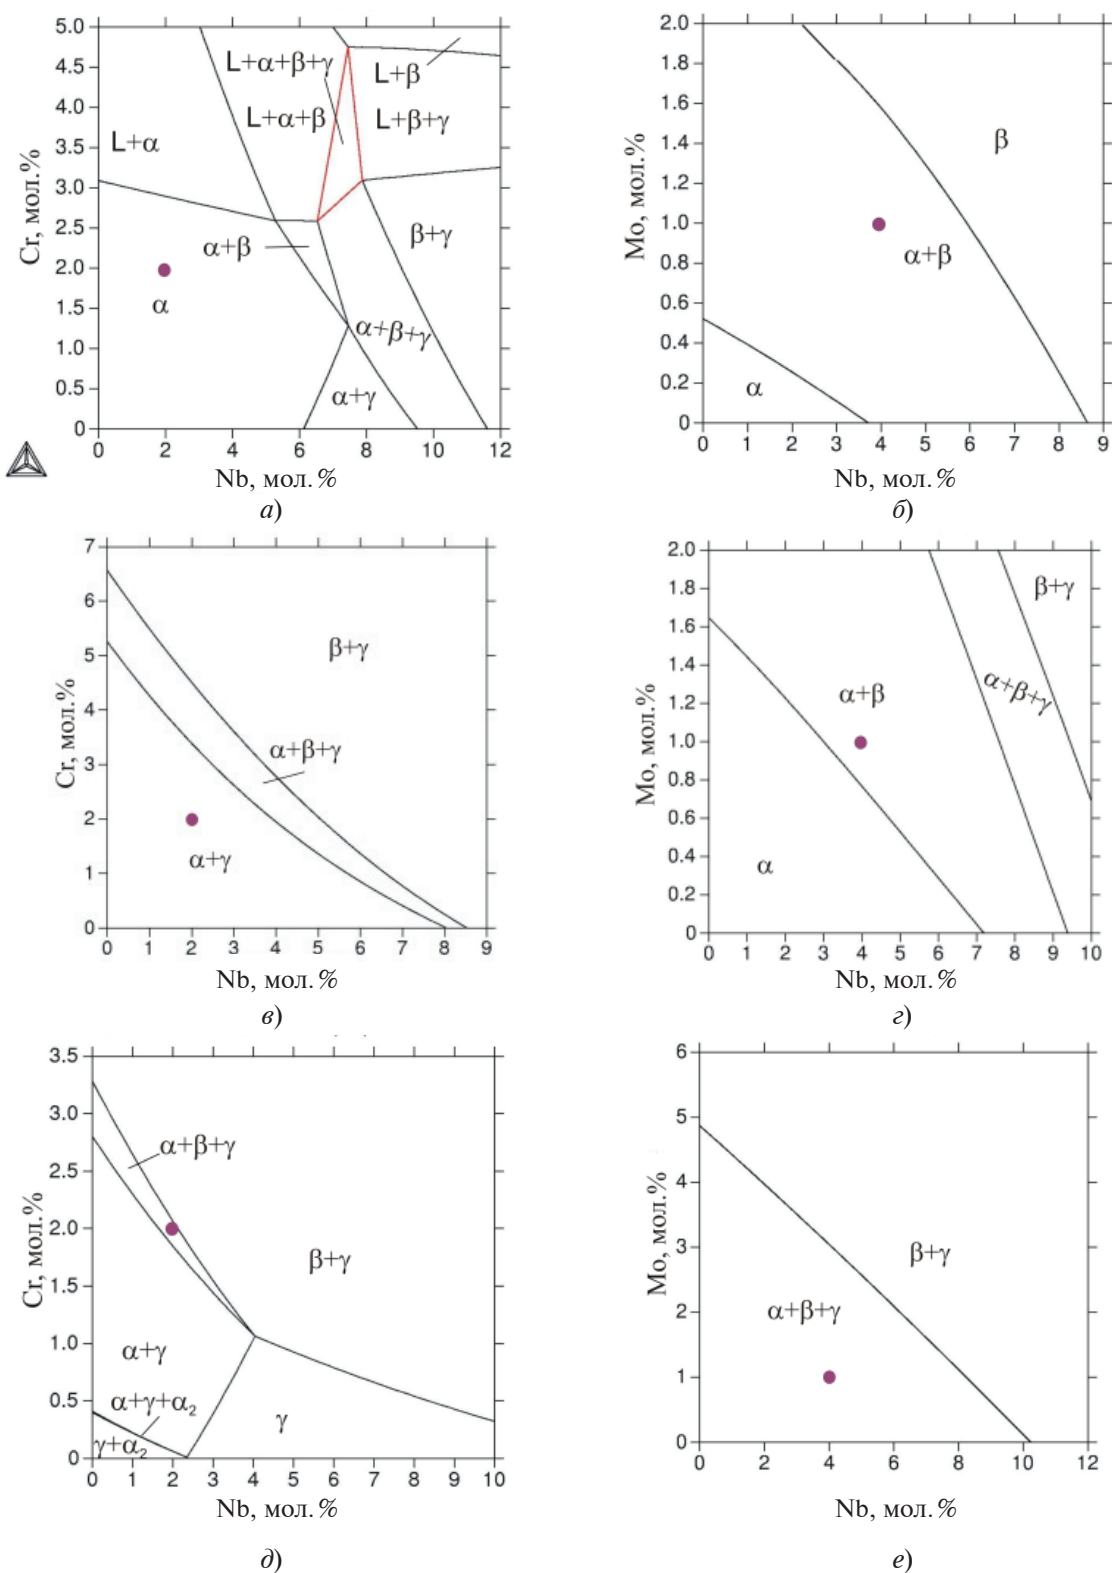 5.0
4.5
4.0
3.5
3.0
2.5
2.0
1.5
1.0
0.5
0
Cr, мол.%
L+α+β+γ
L+β
L+α+β
L+β+γ
L+α
α+β
β+γ
α
α+β+γ
α+γ
0 2 4 6 8 10 12
Nb, мол.%
а)
2.0
1.8
1.6
1.4
1.2
1.0
0.8
0.6
0.4
0.2
0
Mo, мол.%
β
α+β
α
0 1 2 3 4 5 6 7 8 9
Nb, мол.%
б)
7
6
5
4
3
2
1
0
Cr, мол.%
β+γ
α+β+γ
α+γ
0 1 2 3 4 5 6 7 8 9
Nb, мол.%
в)
2.0
1.8
1.6
1.4
1.2
1.0
0.8
0.6
0.4
0.2
0
Mo, мол.%
β+γ
α+β+γ
α+β
α
0 1 2 3 4 5 6 7 8 9 10
Nb, мол.%
г)
3.5
3.0
2.5
2.0
1.5
1.0
0.5
0
Cr, мол.%
α+β+γ
β+γ
α+γ
α+γ+α2
γ+α2
γ
0 1 2 3 4 5 6 7 8 9 10
Nb, мол.%
д)
6
5
4
3
2
1
0
Mo, мол.%
β+γ
α+β+γ
0 2 4 6 8 10 12
Nb, мол.%
е)